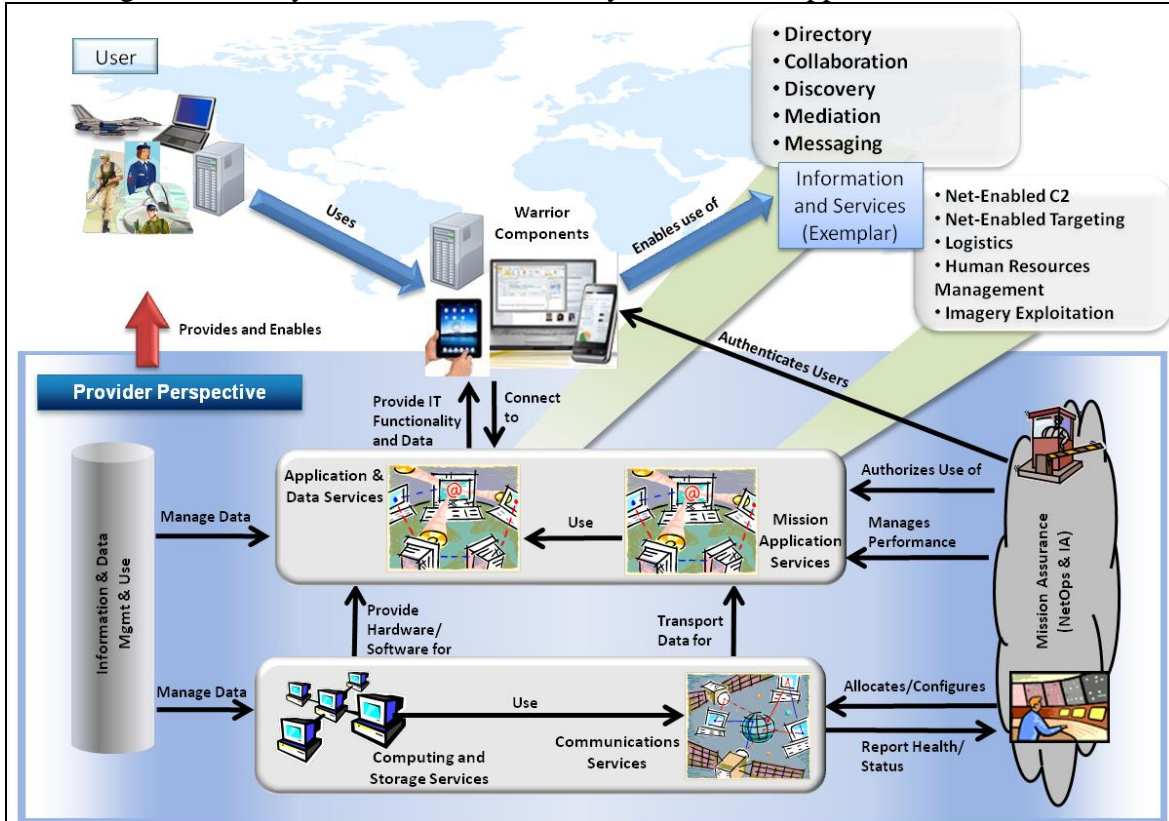 User
• Directory
• Collaboration
• Discovery
• Mediation
• Messaging
Information
and Services
(Exemplar)
• Net-Enabled C2
• Net-Enabled Targeting
• Logistics
• Human Resources
Management
• Imagery Exploitation
Uses
Warrior
Components
Enables use of
Provides and Enables
Authenticates Users
Provider Perspective
Provide IT
Functionality
and Data
Connect
to
Application &
Data Services
Use
Mission
Application
Services
Authorizes Use of
Manages
Performance
Manage Data
Information & Data
Mgmt & Use
Mission Assurance
(NetOps & IA)
Provide
Hardware/
Software for
Transport
Data for
Manage Data
Use
Computing and
Storage Services
Communications
Services
Allocates/Configures
Report Health/
Status